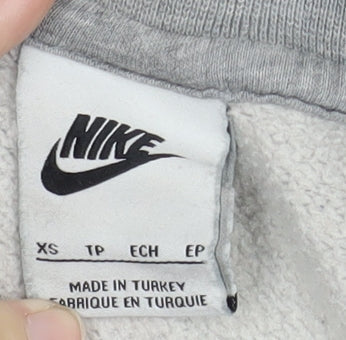 NIKE
XS TP ECH EP
MADE IN TURKEY
FABRIQUE EN TURQUIE